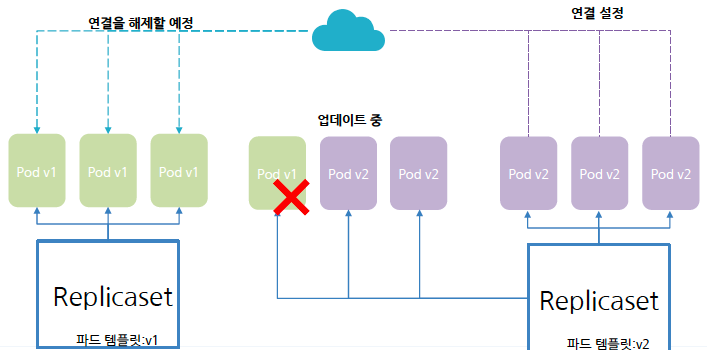 연결을 해제할 예정
연결 설정
업데이트 중
Pod v1
Pod v1
Pod v1
Pod v1
Pod v2
Pod v2
Pod v2
Pod v2
Pod v2
Replicaset
파드 템플릿:v1
Replicaset
파드 템플릿:v2